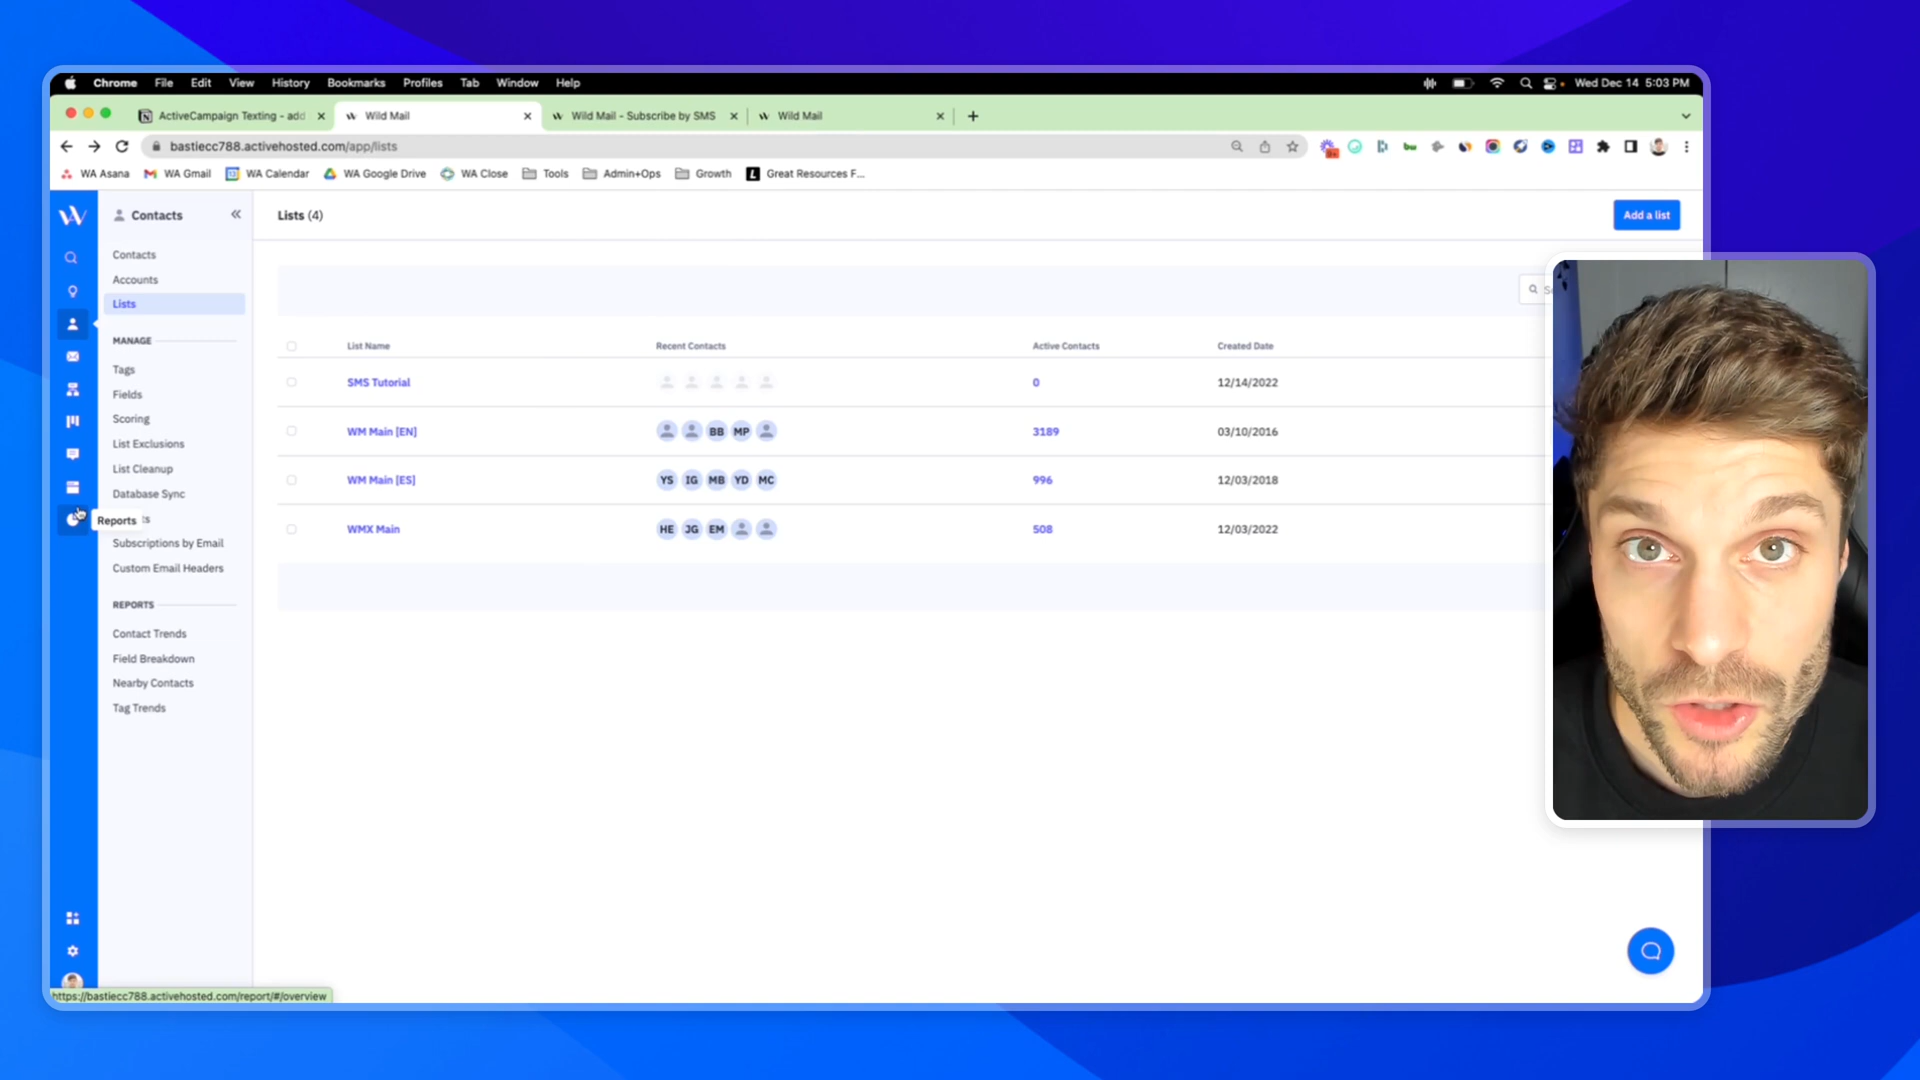 Chrome File Edit View History Bookmarks Profiles Tab Window Help Wed Dec 14 5:03 PM
ActiveCampaign Texting - add Wild Mail Wild Mail - Subscribe by SMS Wild Mail
bastiecc788.activehosted.com/app/lists
WA Asana WA Gmail WA Calendar WA Google Drive WA Close Tools Admin+Ops Growth Great Resources F...
Contacts
Lists (4)
Add a list
Contacts
Accounts
Lists
MANAGE
Tags
Fields
Scoring
List Exclusions
List Cleanup
Database Sync
Reports
Subscriptions by Email
Custom Email Headers
REPORTS
Contact Trends
Field Breakdown
Nearby Contacts
Tag Trends
List Name Recent Contacts Active Contacts Created Date
SMS Tutorial 0 12/14/2022
WM Main [EN] BB MP 3189 03/10/2016
WM Main [ES] YS IG MB YD MC 996 12/03/2018
WMX Main HE JG EM 508 12/03/2022
https://bastiecc788.activehosted.com/report/#/overview